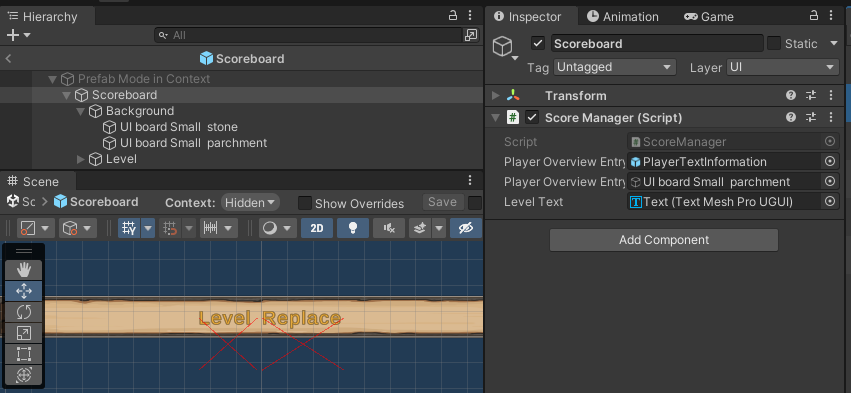 Hierarchy
All
Scoreboard
Prefab Mode in Context
Scoreboard
Background
UI board Small stone
UI board Small parchment
Level
Scene
Sc
Scoreboard
Context:
Hidden
Show Overrides
Save
2D
Level Replace
Inspector
Animation
Game
Scoreboard
Static
Tag
Untagged
Layer
UI
Transform
Score Manager (Script)
Script
ScoreManager
Player Overview Entry
PlayerTextInformation
Player Overview Entry
UI board Small parchment
Level Text
Text (Text Mesh Pro UGUI)
Add Component